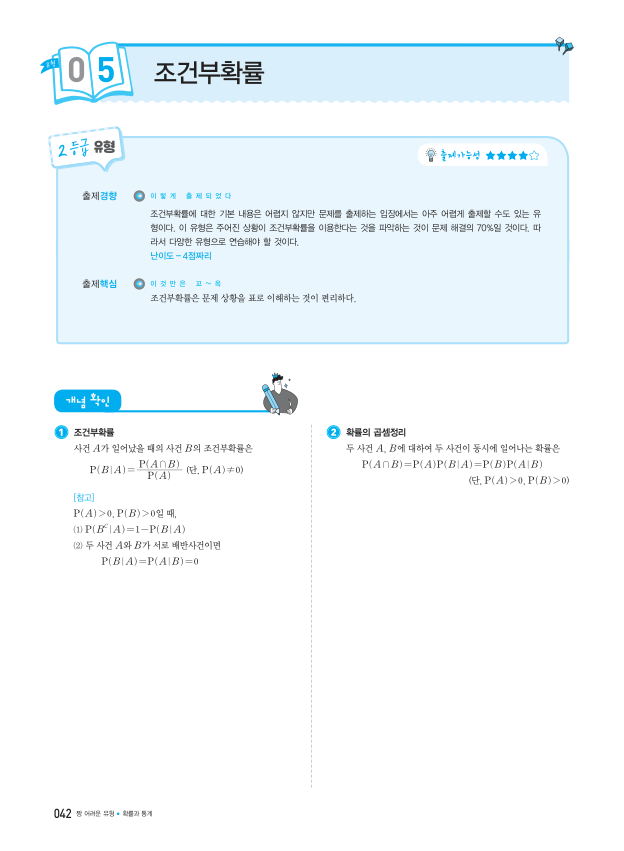 유형
05
조건부확률
2등급 유형
출제가능성 ★★★★☆
출제경향
이렇게 출제되었다
조건부확률에 대한 기본 내용은 어렵지 않지만 문제를 출제하는 입장에서는 아주 어렵게 출제할 수도 있는 유
형이다. 이 유형은 주어진 상황이 조건부확률을 이용한다는 것을 파악하는 것이 문제 해결의 70%일 것이다. 따
라서 다양한 유형으로 연습해야 할 것이다.
난이도 – 4점짜리
출제핵심
이것만은 꼬~옥
조건부확률은 문제 상황을 표로 이해하는 것이 편리하다.
개념 확인
1 조건부확률
사건 A가 일어났을 때의 사건 B의 조건부확률은
P(B|A)=P(A∩B)/P(A) (단, P(A)≠0)
[참고]
P(A)>0, P(B)>0일 때,
⑴ P(Bᶜ|A)=1−P(B|A)
⑵ 두 사건 A와 B가 서로 배반사건이면
P(B|A)=P(A|B)=0
2 확률의 곱셈정리
두 사건 A, B에 대하여 두 사건이 동시에 일어나는 확률은
P(A∩B)=P(A)P(B|A)=P(B)P(A|B)
(단, P(A)>0, P(B)>0)
042 짱 어려운 유형 • 확률과 통계